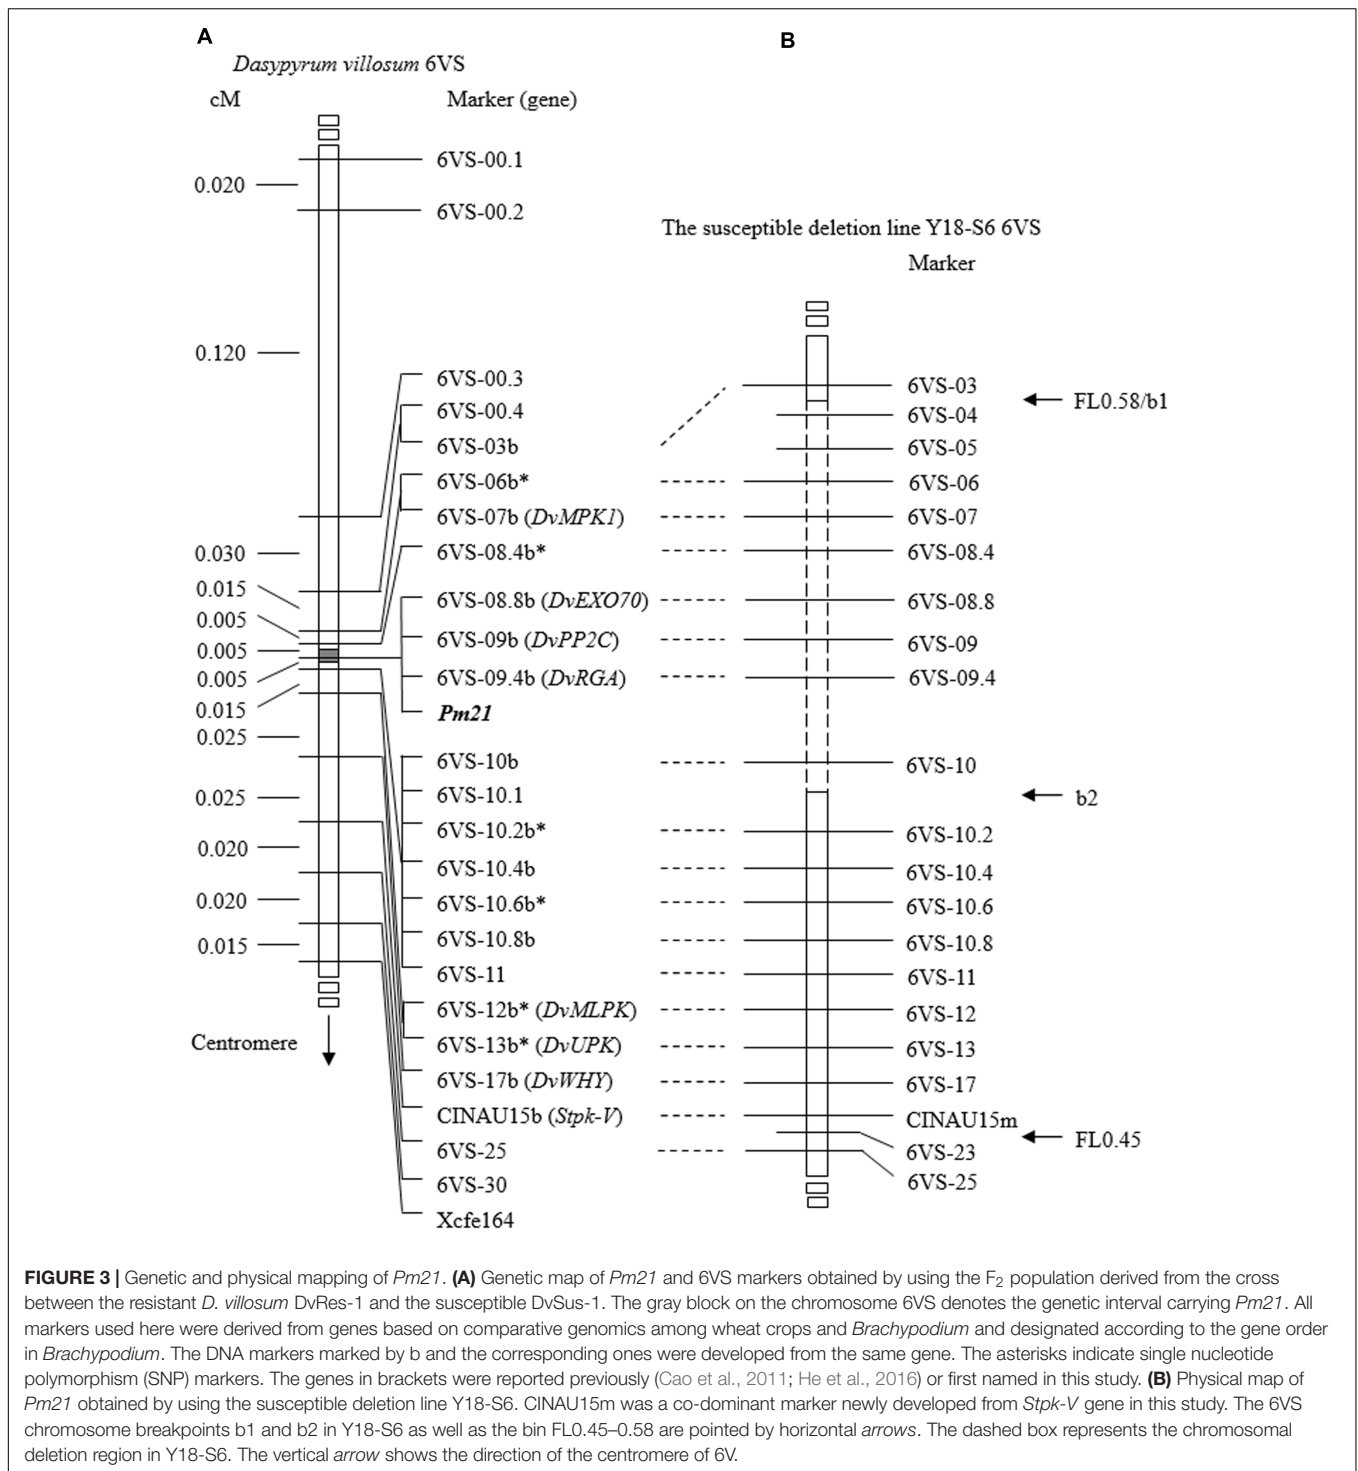 A
Dasypyrum villosum 6VS
cM
Marker (gene)
6VS-00.1
0.020
6VS-00.2
0.120
6VS-00.3
6VS-00.4
6VS-03b
6VS-06b*
6VS-07b (DvMPK1)
0.030
6VS-08.4b*
0.015
6VS-08.8b (DvEXO70)
0.005
6VS-09b (DvPP2C)
0.005
6VS-09.4b (DvRGA)
0.005
Pm21
0.015
0.025
6VS-10b
0.025
6VS-10.1
6VS-10.2b*
0.020
6VS-10.4b
0.020
6VS-10.6b*
0.015
6VS-10.8b
6VS-11
6VS-12b* (DvMLPK)
Centromere
6VS-13b* (DvUPK)
6VS-17b (DvWHY)
CINAU15b (Stpk-V)
6VS-25
6VS-30
Xcfe164
B
The susceptible deletion line Y18-S6 6VS
Marker
6VS-03
FL0.58/b1
6VS-04
6VS-05
6VS-06
6VS-07
6VS-08.4
6VS-08.8
6VS-09
6VS-09.4
6VS-10
b2
6VS-10.2
6VS-10.4
6VS-10.6
6VS-10.8
6VS-11
6VS-12
6VS-13
6VS-17
CINAU15m
FL0.45
6VS-23
6VS-25
FIGURE 3 | Genetic and physical mapping of Pm21. (A) Genetic map of Pm21 and 6VS markers obtained by using the F2 population derived from the cross
between the resistant D. villosum DvRes-1 and the susceptible DvSus-1. The gray block on the chromosome 6VS denotes the genetic interval carrying Pm21. All
markers used here were derived from genes based on comparative genomics among wheat crops and Brachypodium and designated according to the gene order
in Brachypodium. The DNA markers marked by b and the corresponding ones were developed from the same gene. The asterisks indicate single nucleotide
polymorphism (SNP) markers. The genes in brackets were reported previously (Cao et al., 2011; He et al., 2016) or first named in this study. (B) Physical map of
Pm21 obtained by using the susceptible deletion line Y18-S6. CINAU15m was a co-dominant marker newly developed from Stpk-V gene in this study. The 6VS
chromosome breakpoints b1 and b2 in Y18-S6 as well as the bin FL0.45–0.58 are pointed by horizontal arrows. The dashed box represents the chromosomal
deletion region in Y18-S6. The vertical arrow shows the direction of the centromere of 6V.